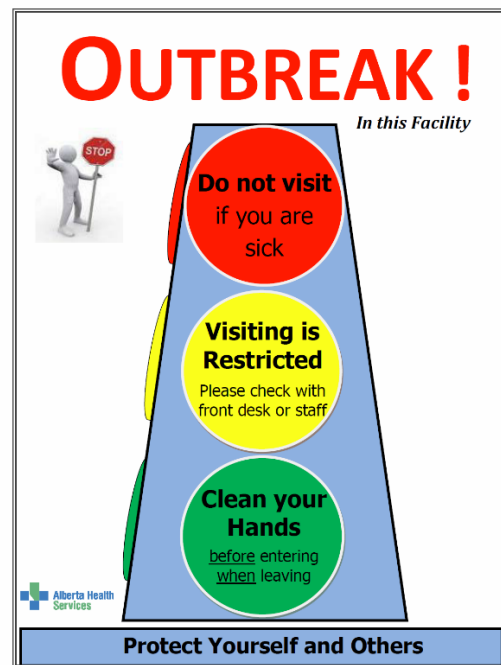 OUTBREAK !
In this Facility
STOP
Do not visit
if you are
sick
Visiting is
Restricted
Please check with
front desk or staff
Clean your
Hands
before entering
when leaving
Alberta Health
Services
Protect Yourself and Others